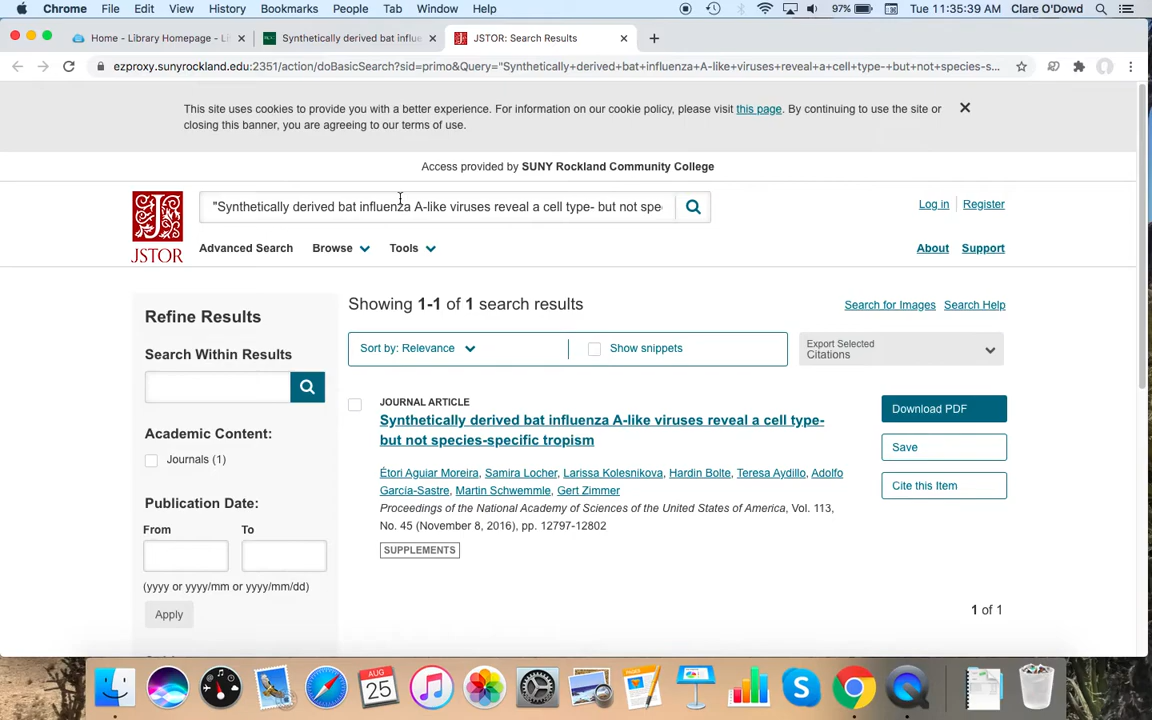 Chrome File Edit View History Bookmarks People Tab Window Help 97% Tue 11:35:39 AM Clare O'Dowd
Home - Library Homepage - Li
Synthetically derived bat influe
JSTOR: Search Results
ezproxy.sunyrockland.edu:2351/action/doBasicSearch?sid=primo&Query="Synthetically+derived+bat+influenza+A-like+viruses+reveal+a+cell+type-+but+not+species-s...
This site uses cookies to provide you with a better experience. For information on our cookie policy, please visit this page. By continuing to use the site or
closing this banner, you are agreeing to our terms of use.
Access provided by SUNY Rockland Community College
JSTOR
"Synthetically derived bat influenza A-like viruses reveal a cell type- but not spe
Log in Register
Advanced Search Browse Tools
About Support
Refine Results
Showing 1-1 of 1 search results
Search for Images Search Help
Search Within Results
Sort by: Relevance
Show snippets
Export Selected
Citations
Academic Content:
Journals (1)
JOURNAL ARTICLE
Synthetically derived bat influenza A-like viruses reveal a cell type-
but not species-specific tropism
Étori Aguiar Moreira, Samira Locher, Larissa Kolesnikova, Hardin Bolte, Teresa Aydillo, Adolfo
García-Sastre, Martin Schwemmle, Gert Zimmer
Proceedings of the National Academy of Sciences of the United States of America, Vol. 113,
No. 45 (November 8, 2016), pp. 12797-12802
SUPPLEMENTS
Download PDF
Save
Cite this Item
Publication Date:
From To
(yyyy or yyyy/mm or yyyy/mm/dd)
Apply
1 of 1
AUG
25